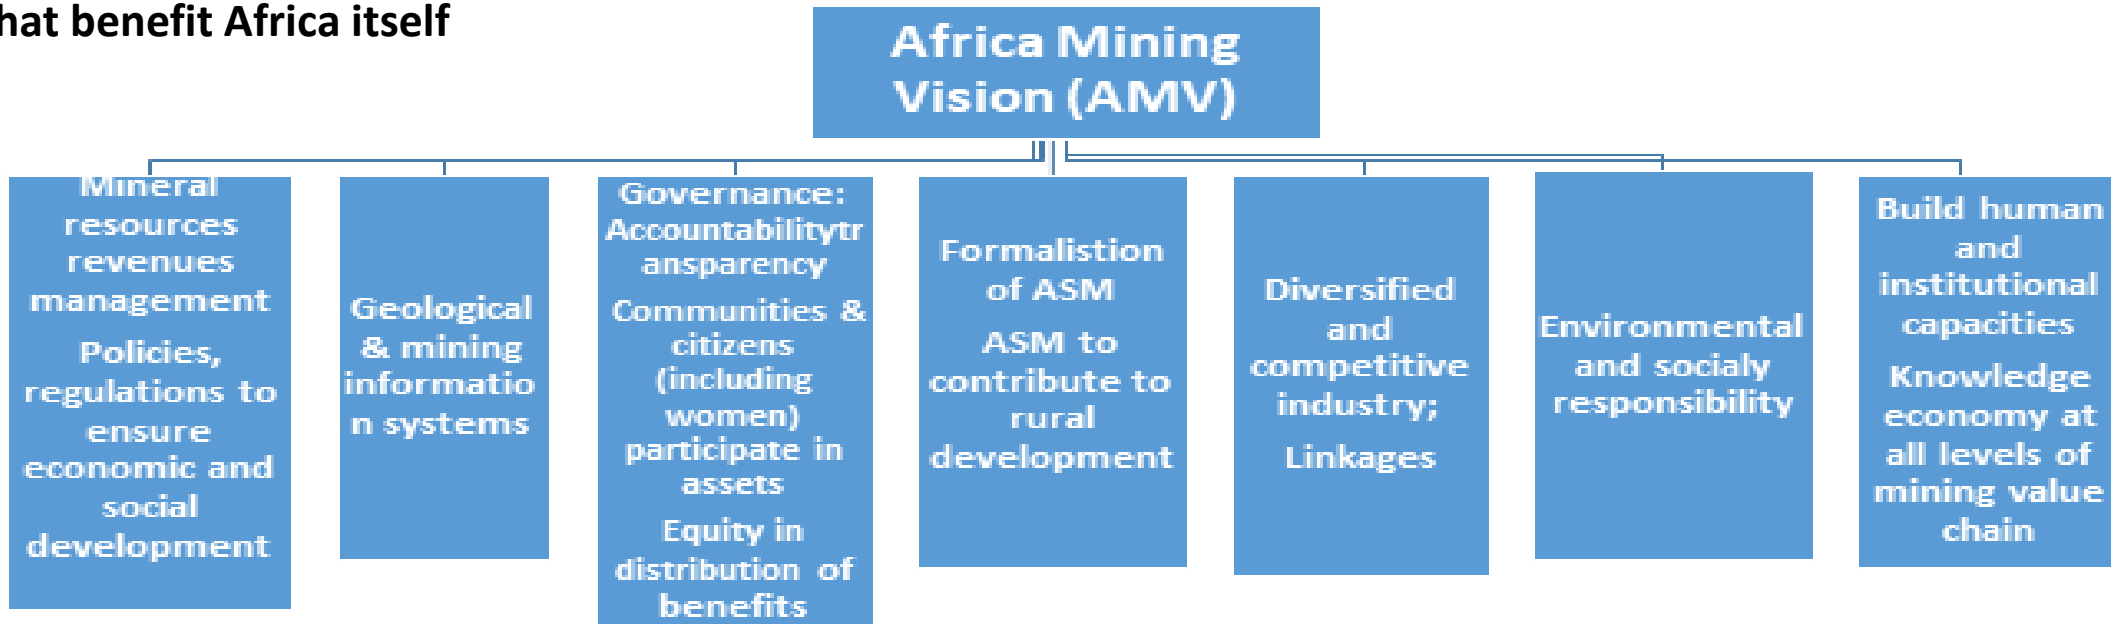 hat benefit Africa itself
Africa Mining
Vision (AMV)
Mineral
resources
revenues
management
Policies,
regulations to
ensure
economic and
social
development
Geological
& mining
informatio
n systems
Governance:
Accountabilitytr
ansparency
Communities &
citizens
(including
women)
participate in
assets
Equity in
distribution of
benefits
Formalistion
of ASM
ASM to
contribute to
rural
development
Diversified
and
competitive
industry;
Linkages
Environmental
and socialy
responsibility
Build human
and
institutional
capacities
Knowledge
economy at
all levels of
mining value
chain